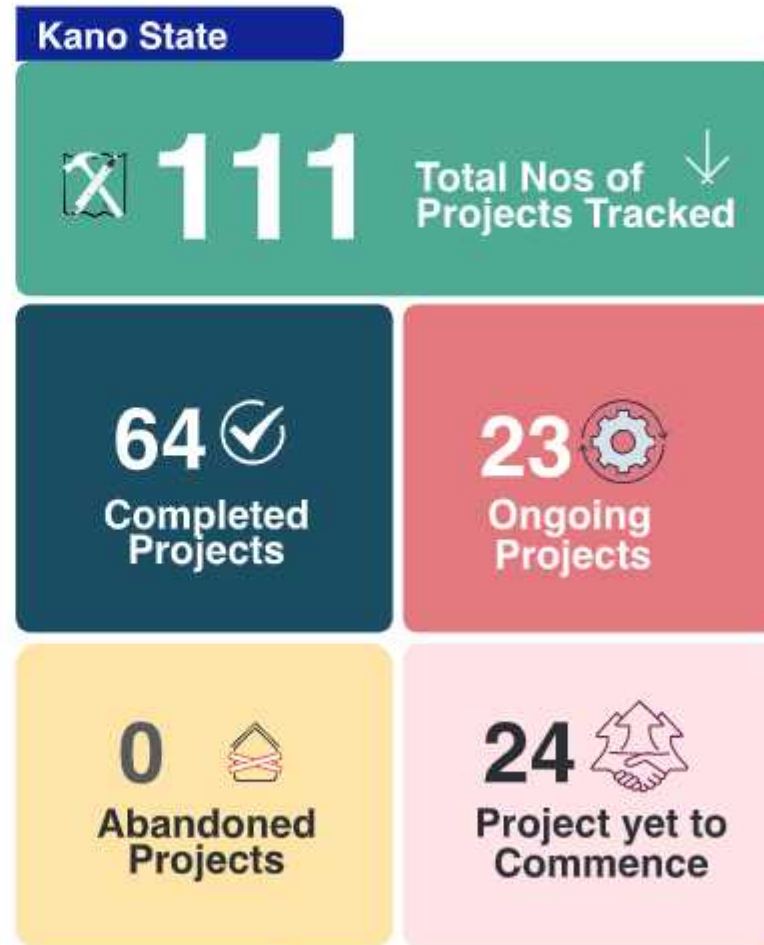 Kano State
111
Total Nos of
Projects Tracked
64
Completed
Projects
23
Ongoing
Projects
0
Abandoned
Projects
24
Project yet to
Commence